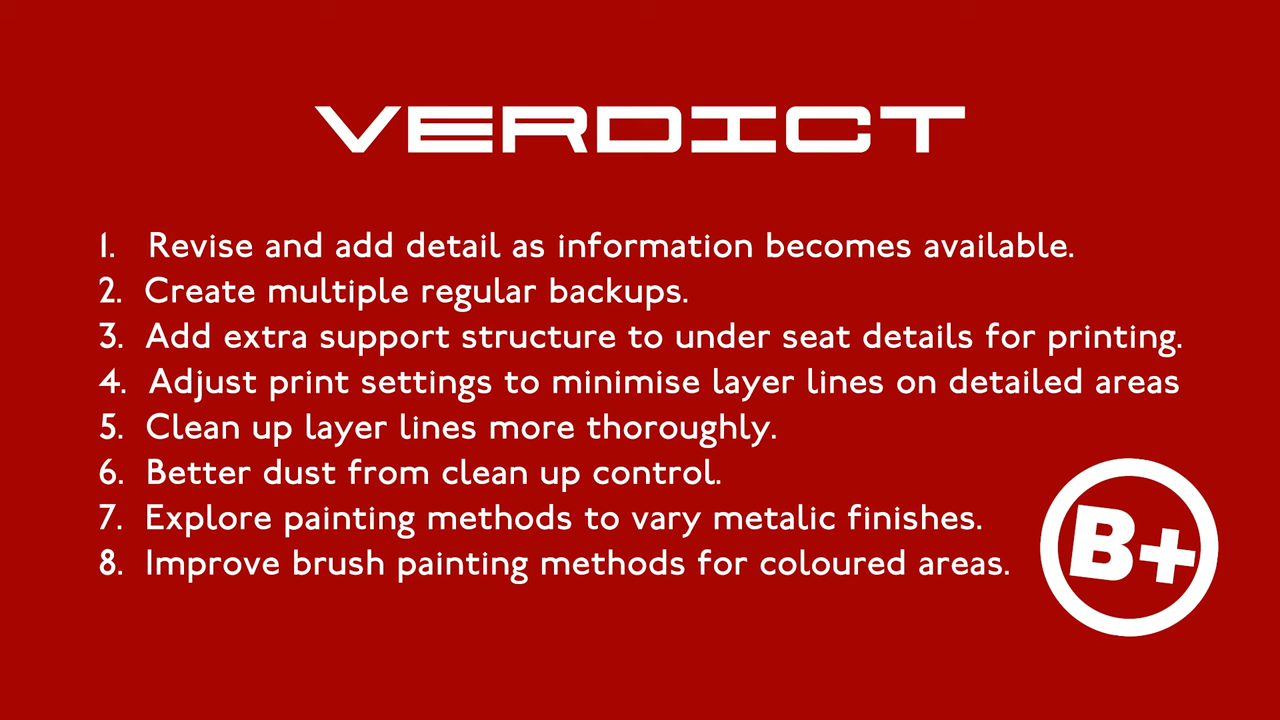 VERDICT
1. Revise and add detail as information becomes available.
2. Create multiple regular backups.
3. Add extra support structure to under seat details for printing.
4. Adjust print settings to minimise layer lines on detailed areas
5. Clean up layer lines more thoroughly.
6. Better dust from clean up control.
7. Explore painting methods to vary metalic finishes.
8. Improve brush painting methods for coloured areas.
B+